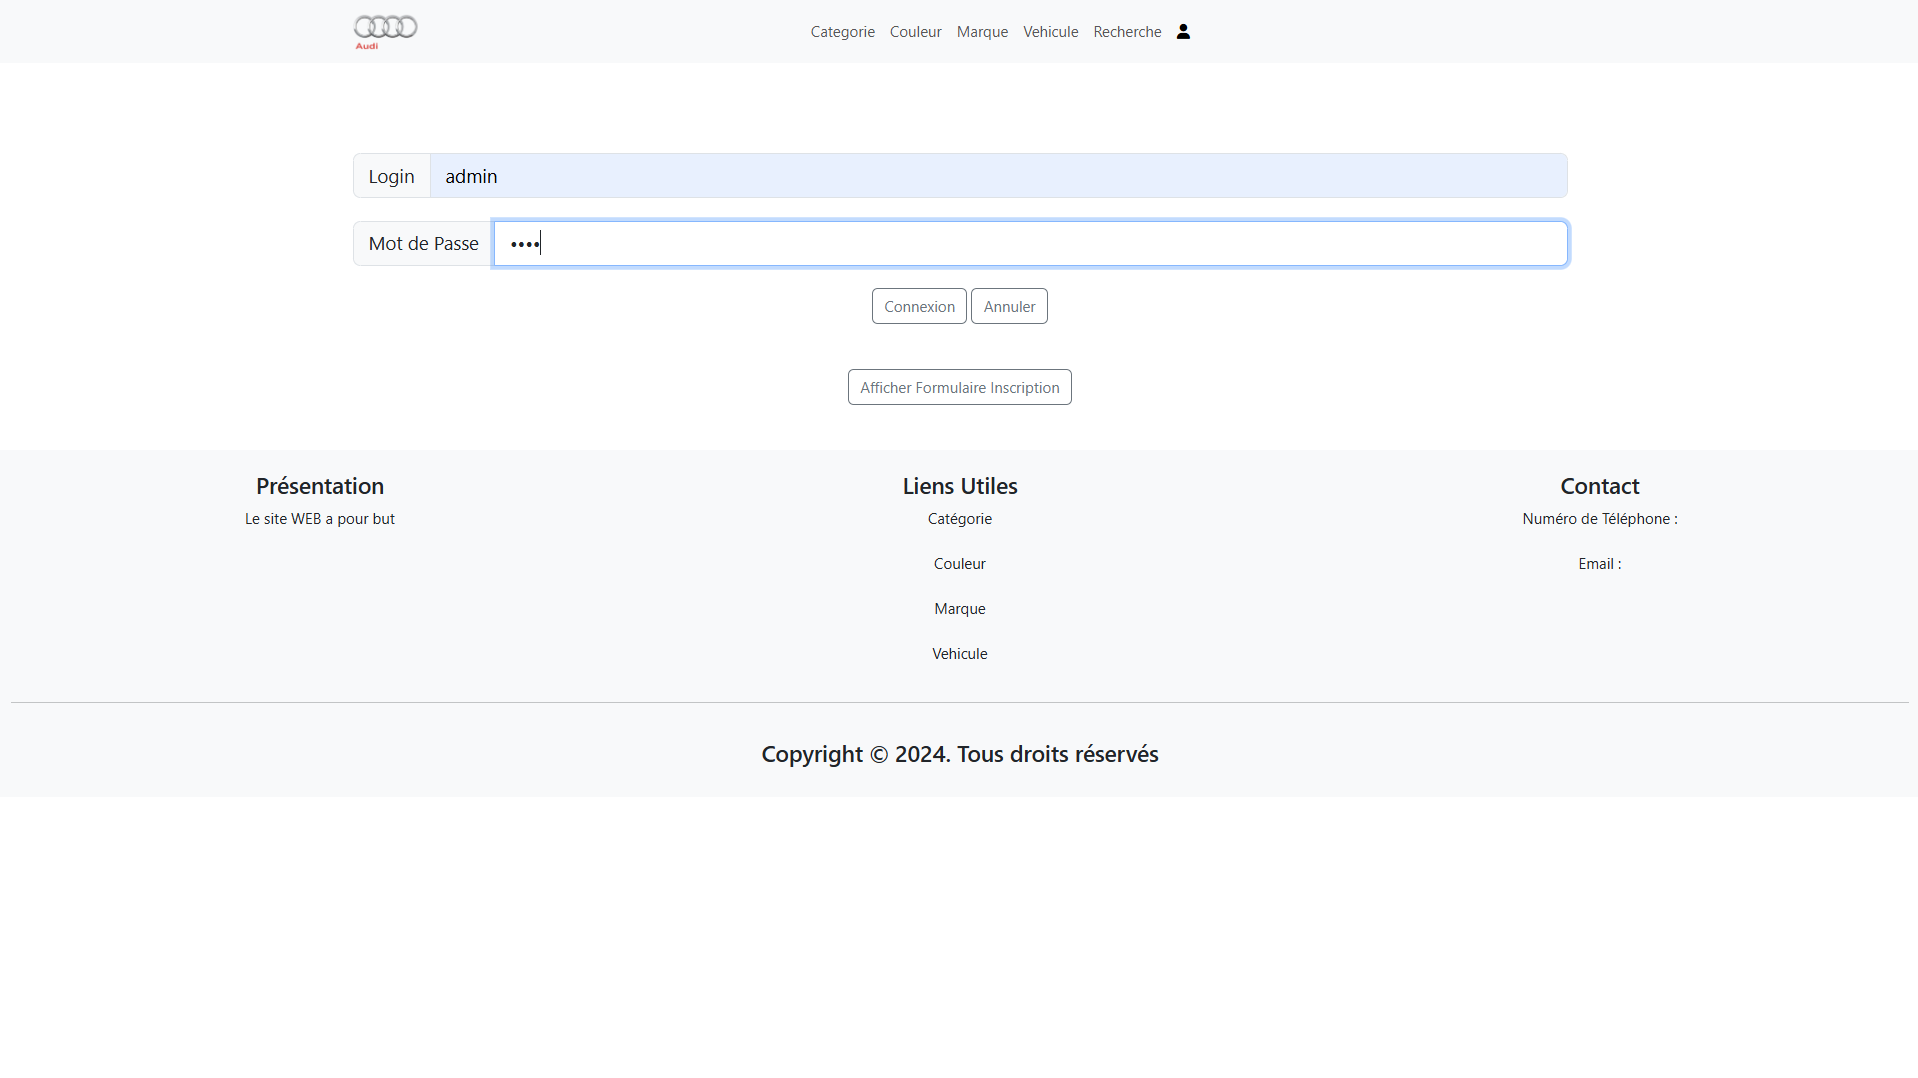 Audi
Categorie Couleur Marque Vehicule Recherche
Login admin
Mot de Passe ••••
Connexion Annuler
Afficher Formulaire Inscription
Présentation
Le site WEB a pour but
Liens Utiles
Catégorie
Couleur
Marque
Vehicule
Contact
Numéro de Téléphone :
Email :
Copyright © 2024. Tous droits réservés